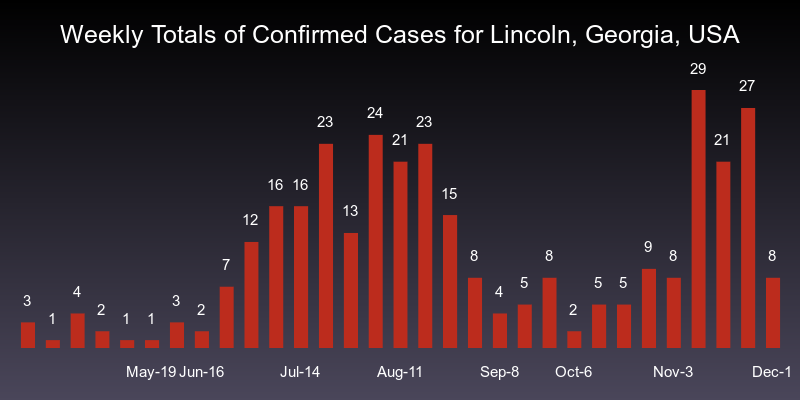 Weekly Totals of Confirmed Cases for Lincoln, Georgia, USA
3 1 4 2 1 1 3 2 7 12 16 16 23 13 24 21 23 15 8 4 5 8 2 5 5 9 8 29 21 27 8
May-19 Jun-16 Jul-14 Aug-11 Sep-8 Oct-6 Nov-3 Dec-1